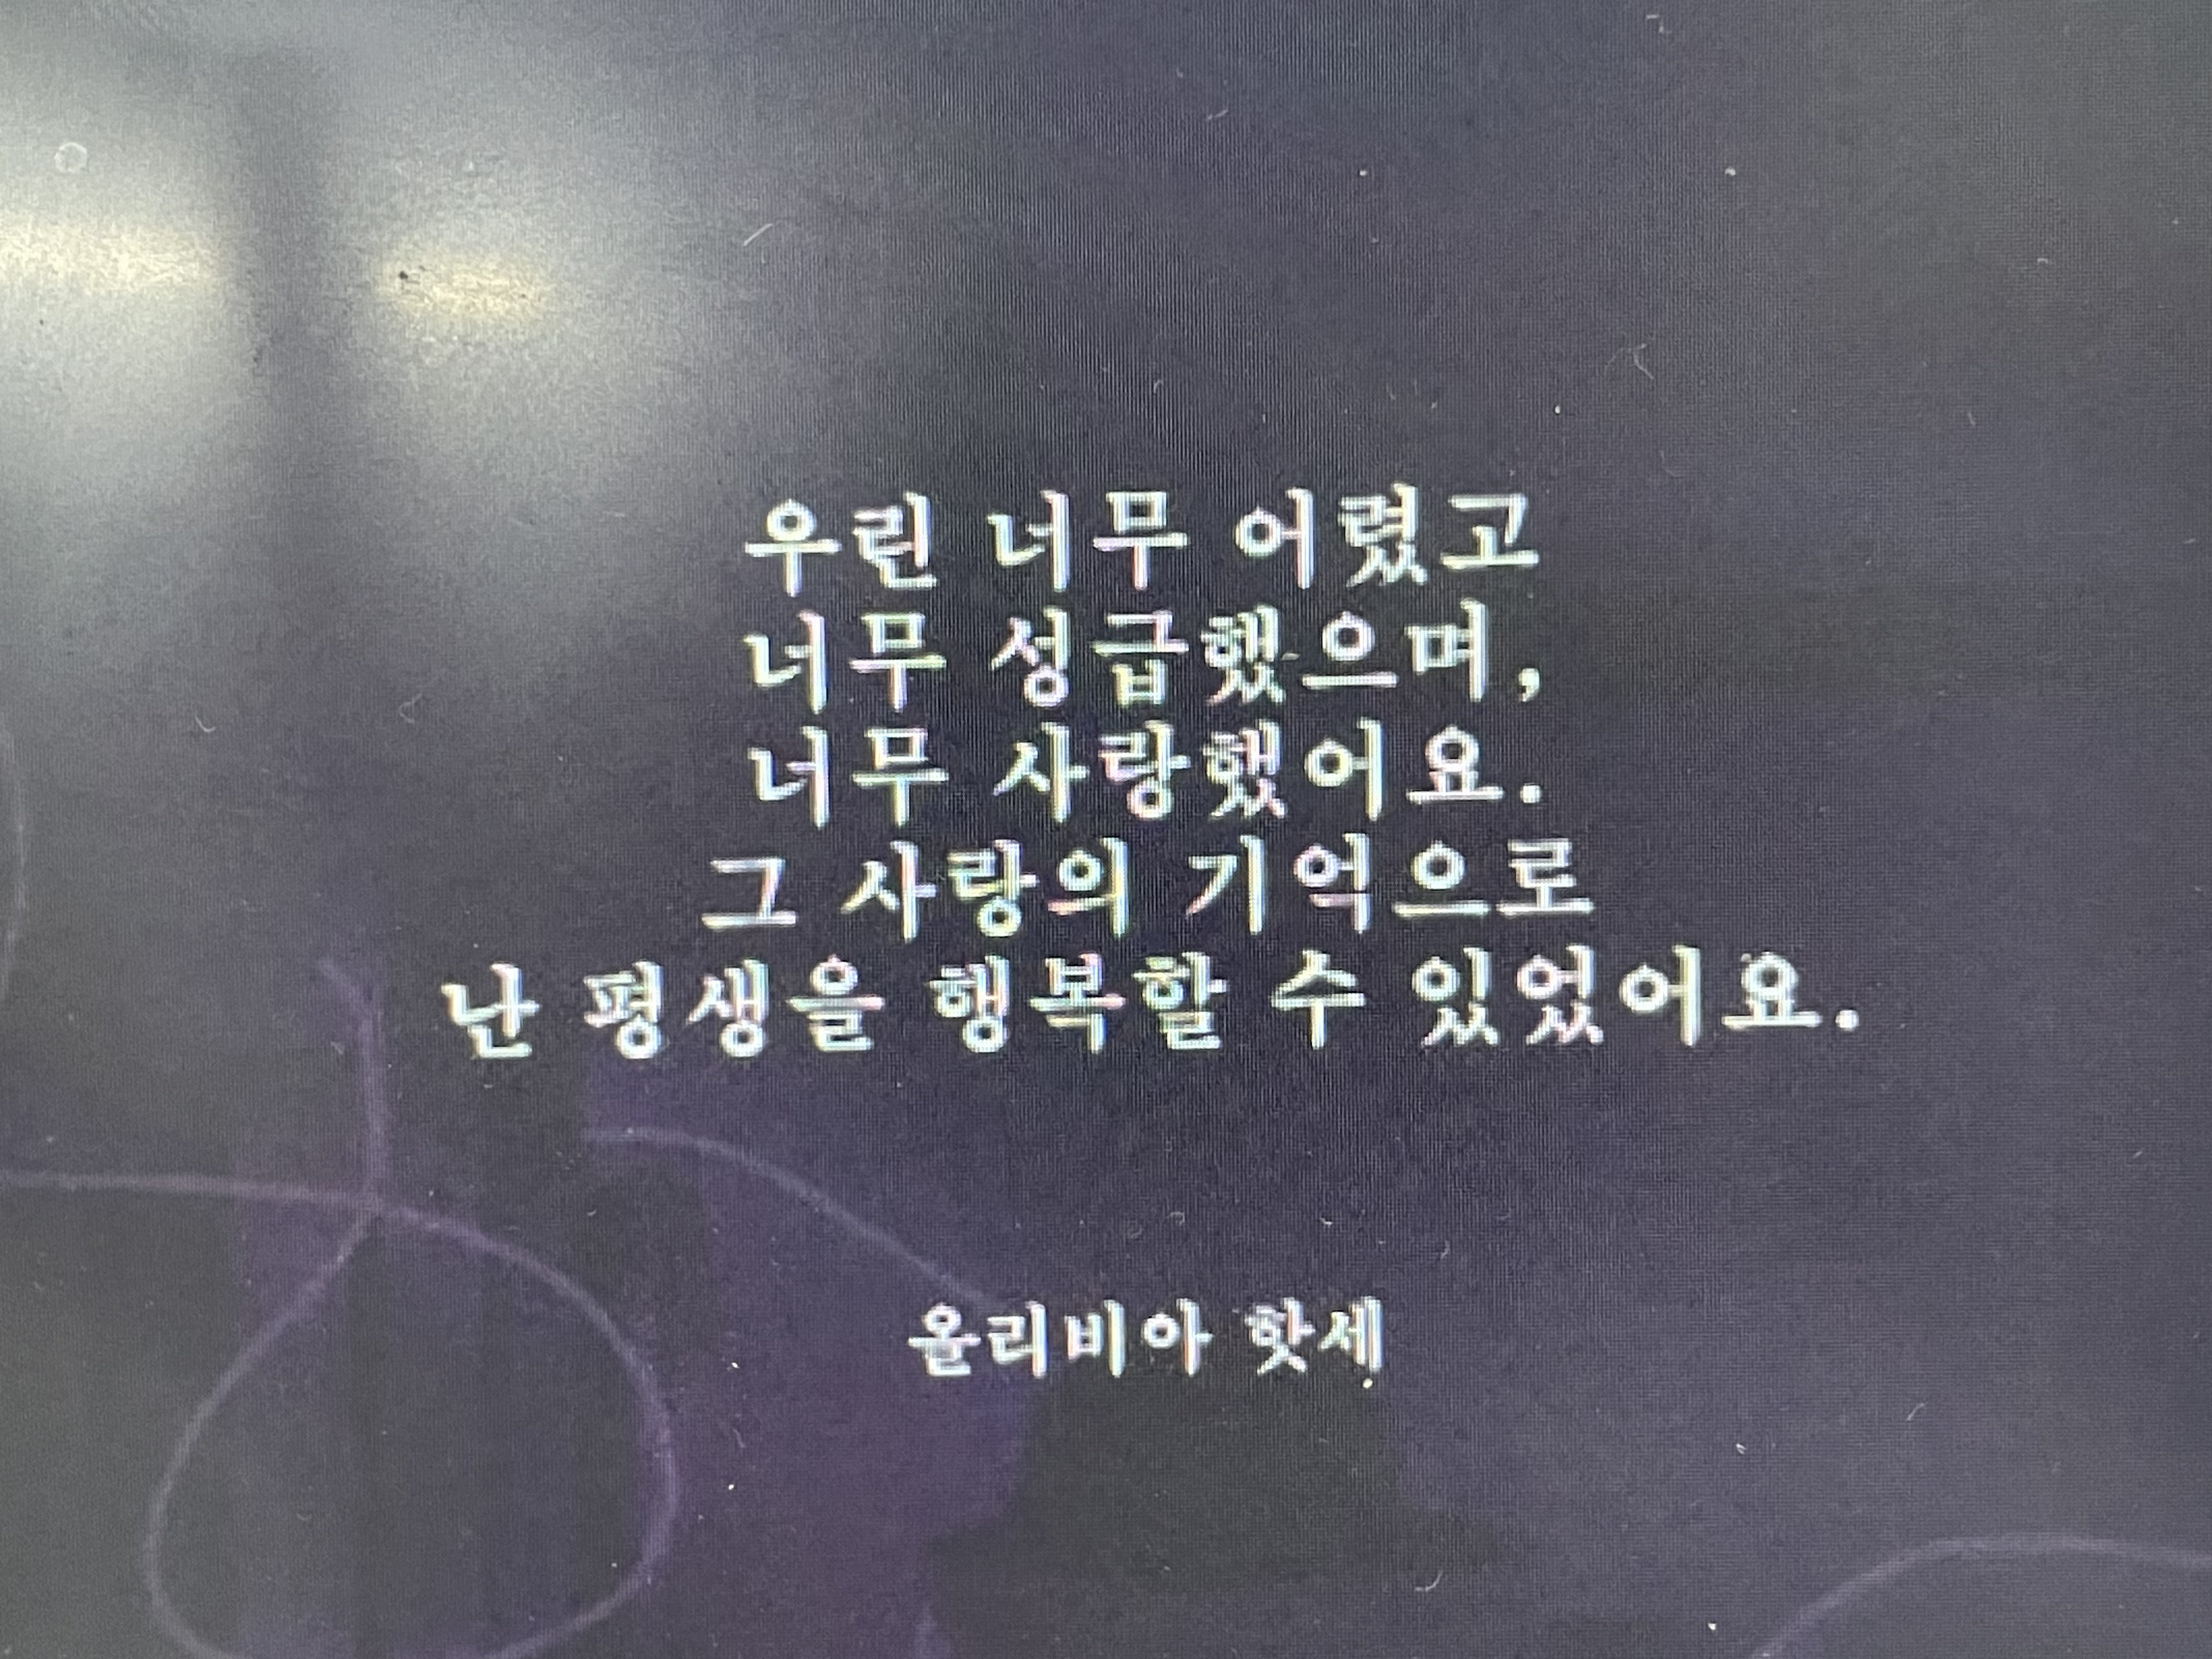 우린 너무 어렸고
너무 성급했으며,
너무 사랑했어요.
그 사랑의 기억으로
난 평생을 행복할 수 있었어요.
올리비아 핫세